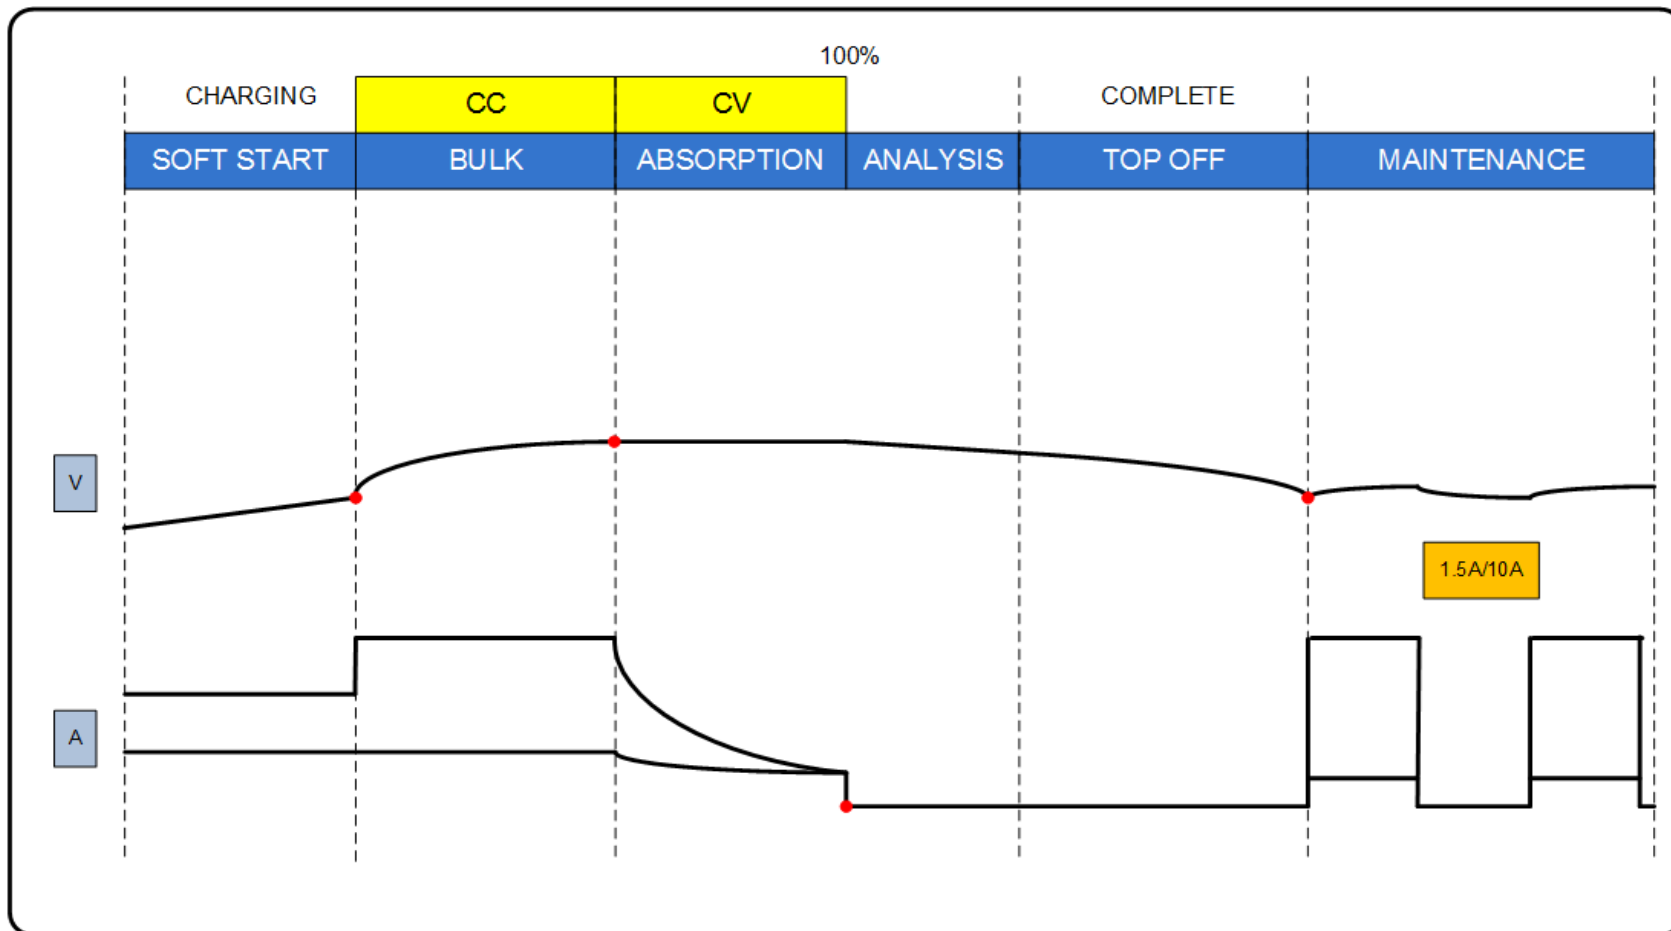 100%
CHARGING
CC
CV
COMPLETE
SOFT START
BULK
ABSORPTION
ANALYSIS
TOP OFF
MAINTENANCE
V
1.5A/10A
A